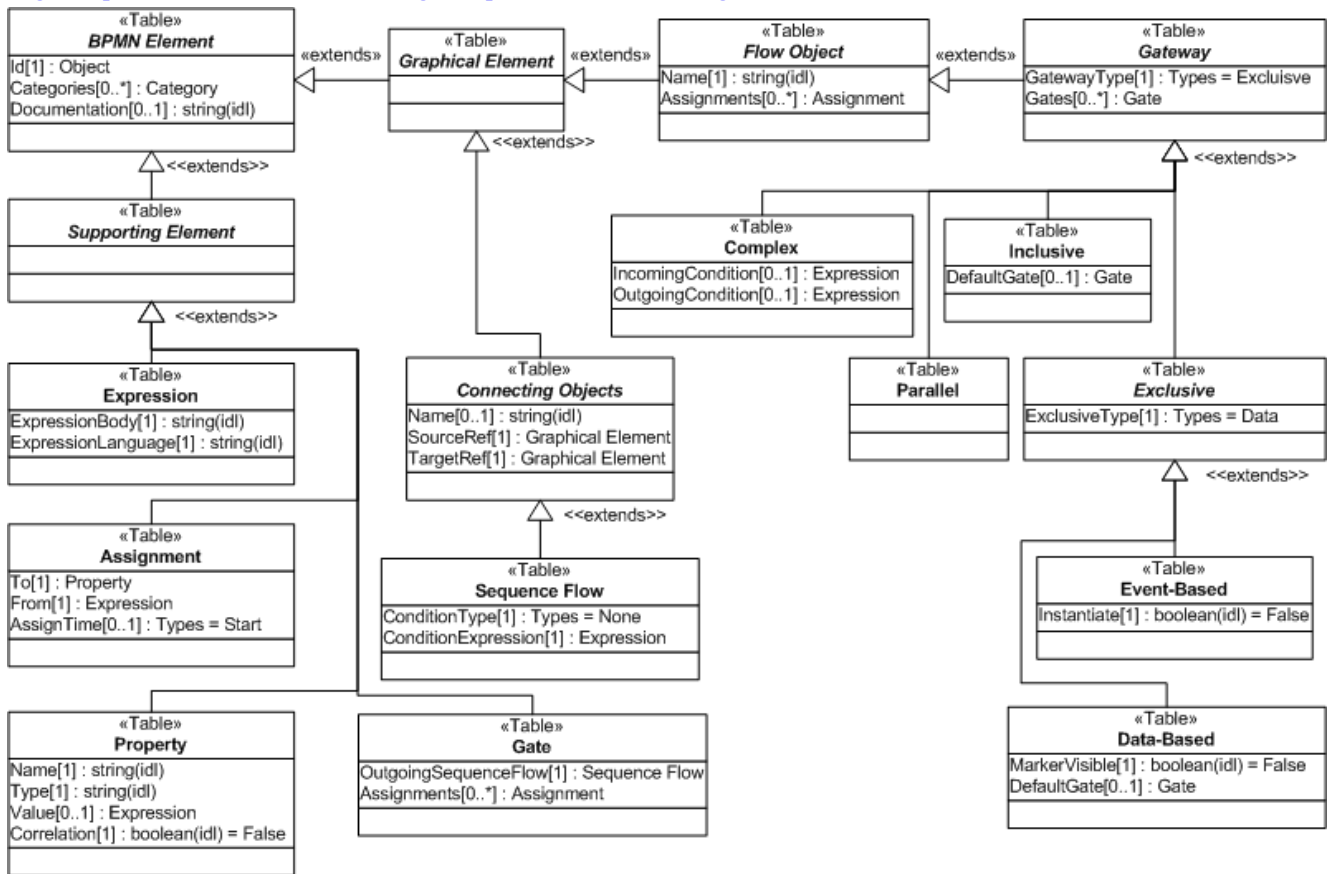 «Table»
BPMN Element
Id[1] : Object
Categories[0..*] : Category
Documentation[0..1] : string(idl)
«extends»
«Table»
Graphical Element
«extends»
«Table»
Flow Object
Name[1] : string(idl)
Assignments[0..*] : Assignment
«extends»
«Table»
Gateway
GatewayType[1] : Types = Excluisve
Gates[0..*] : Gate
<<extends>>
<<extends>>
<<extends>>
«Table»
Supporting Element
<<extends>>
«Table»
Complex
IncomingCondition[0..1] : Expression
OutgoingCondition[0..1] : Expression
«Table»
Inclusive
DefaultGate[0..1] : Gate
«Table»
Expression
ExpressionBody[1] : string(idl)
ExpressionLanguage[1] : string(idl)
«Table»
Connecting Objects
Name[0..1] : string(idl)
SourceRef[1] : Graphical Element
TargetRef[1] : Graphical Element
<<extends>>
«Table»
Parallel
«Table»
Exclusive
ExclusiveType[1] : Types = Data
<<extends>>
«Table»
Assignment
To[1] : Property
From[1] : Expression
AssignTime[0..1] : Types = Start
«Table»
Sequence Flow
ConditionType[1] : Types = None
ConditionExpression[1] : Expression
«Table»
Event-Based
Instantiate[1] : boolean(idl) = False
«Table»
Property
Name[1] : string(idl)
Type[1] : string(idl)
Value[0..1] : Expression
Correlation[1] : boolean(idl) = False
«Table»
Gate
OutgoingSequenceFlow[1] : Sequence Flow
Assignments[0..*] : Assignment
«Table»
Data-Based
MarkerVisible[1] : boolean(idl) = False
DefaultGate[0..1] : Gate